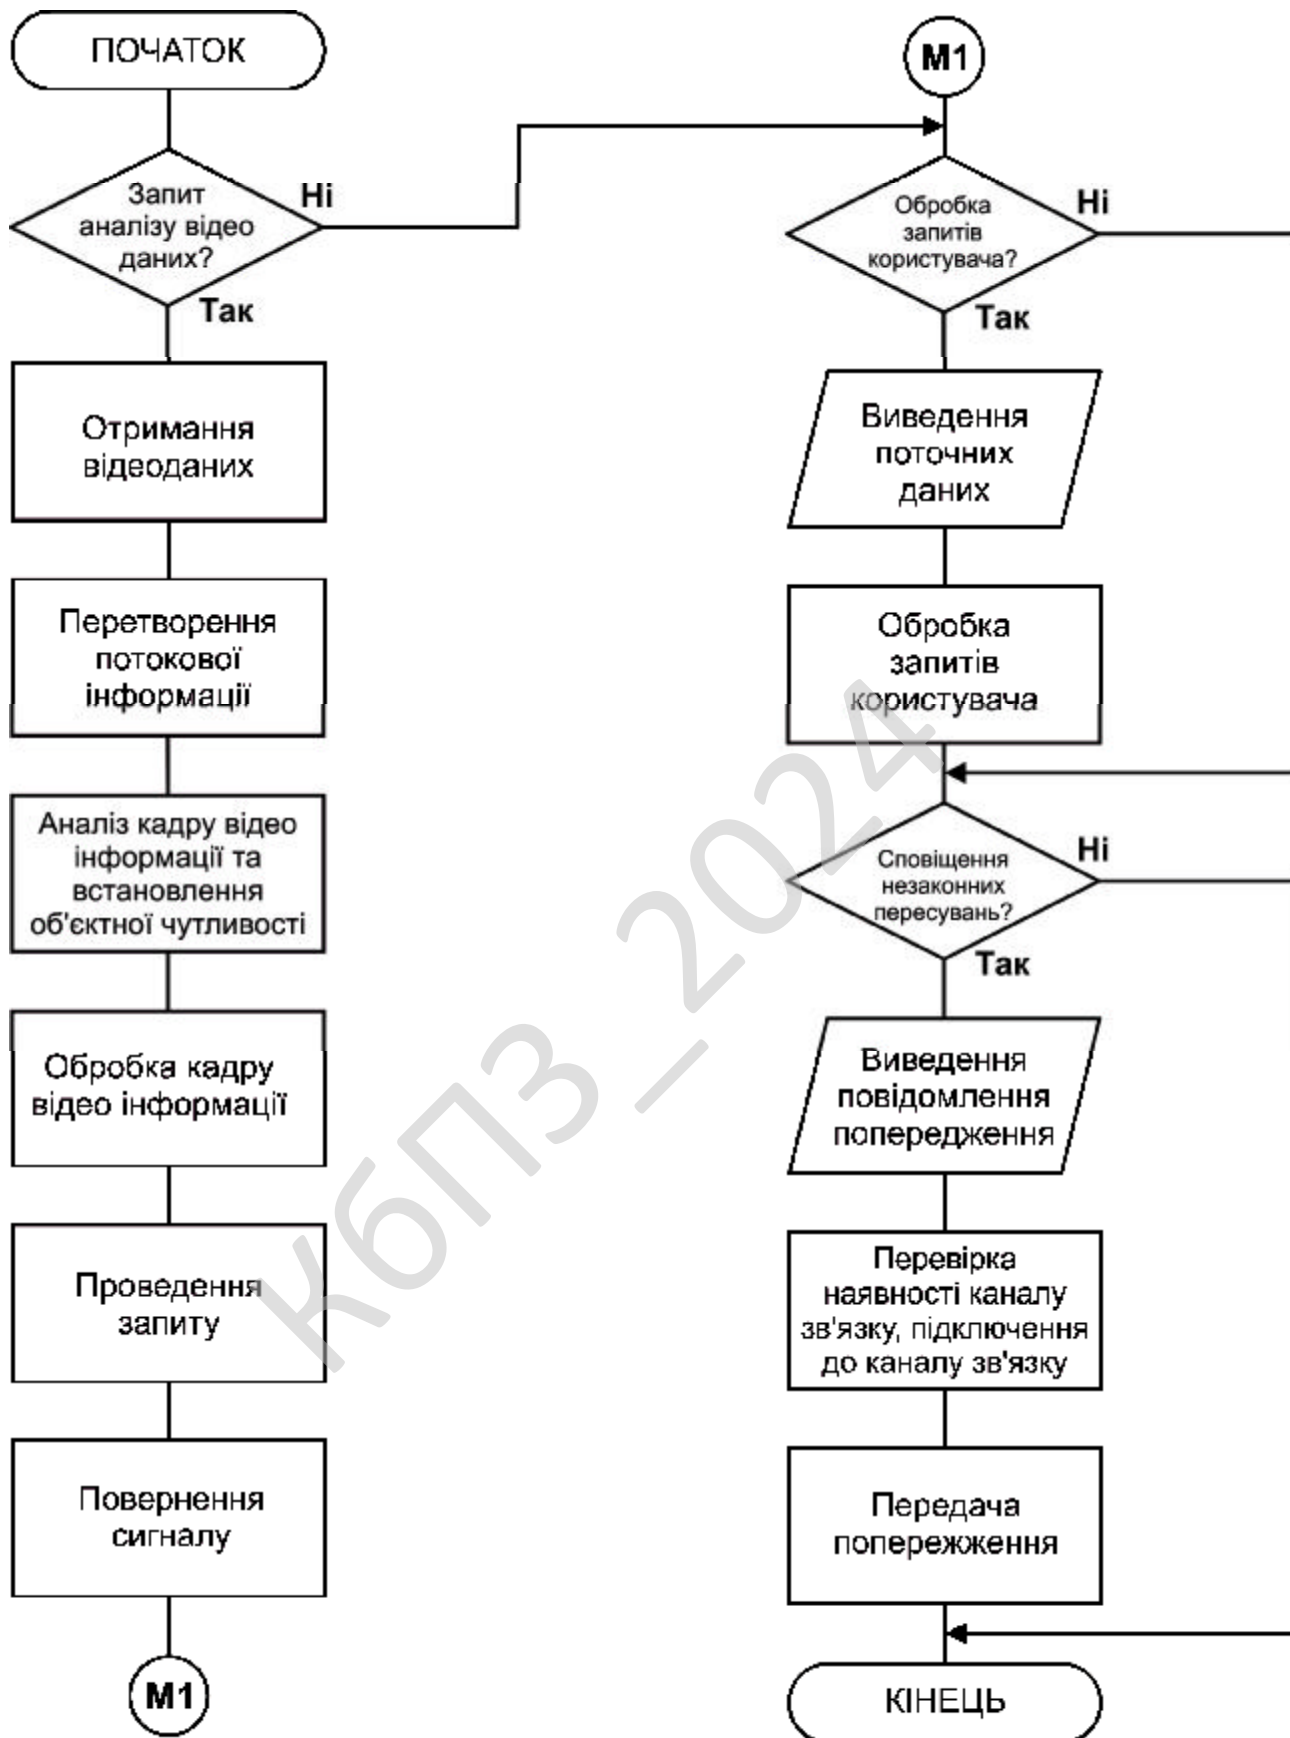 ПОЧАТОК
Запит
аналізу відео
даних?
Ні
Так
Отримання
відеоданих
Перетворення
потокової
інформації
Аналіз кадру відео
інформації та
встановлення
об'єктної чутливості
Обробка кадру
відео інформації
Проведення
запиту
Повернення
сигналу
М1
М1
Обробка
запитів
користувача?
Ні
Так
Виведення
поточних
даних
Обробка
запитів
користувача
Сповіщення
незаконних
пересувань?
Ні
Так
Виведення
повідомлення
попередження
Перевірка
наявності каналу
зв'язку, підключення
до каналу зв'язку
Передача
попережження
КІНЕЦЬ
КбПЗ_2024